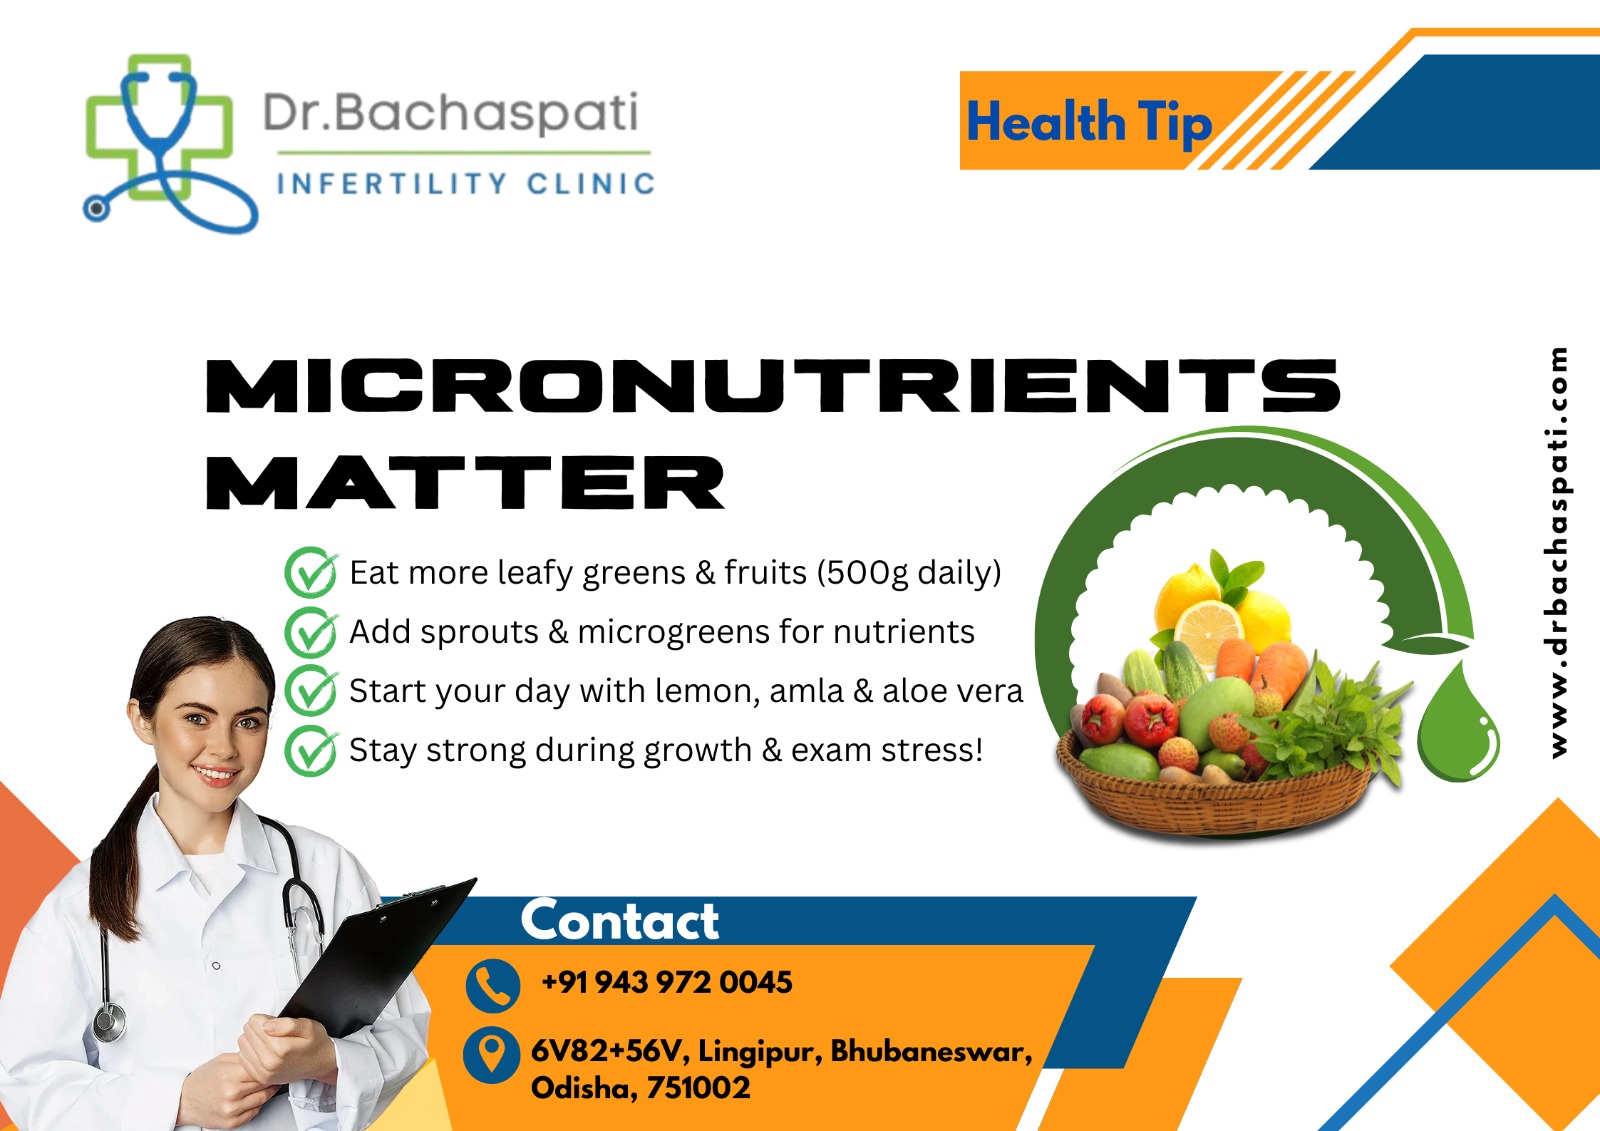 Dr.Bachaspati
INFERTILITY CLINIC
Health Tip
MICRONUTRIENTS
MATTER
Eat more leafy greens & fruits (500g daily)
Add sprouts & microgreens for nutrients
Start your day with lemon, amla & aloe vera
Stay strong during growth & exam stress!
www.drbachaspati.com
Contact
+91 943 972 0045
6V82+56V, Lingipur, Bhubaneswar,
Odisha, 751002